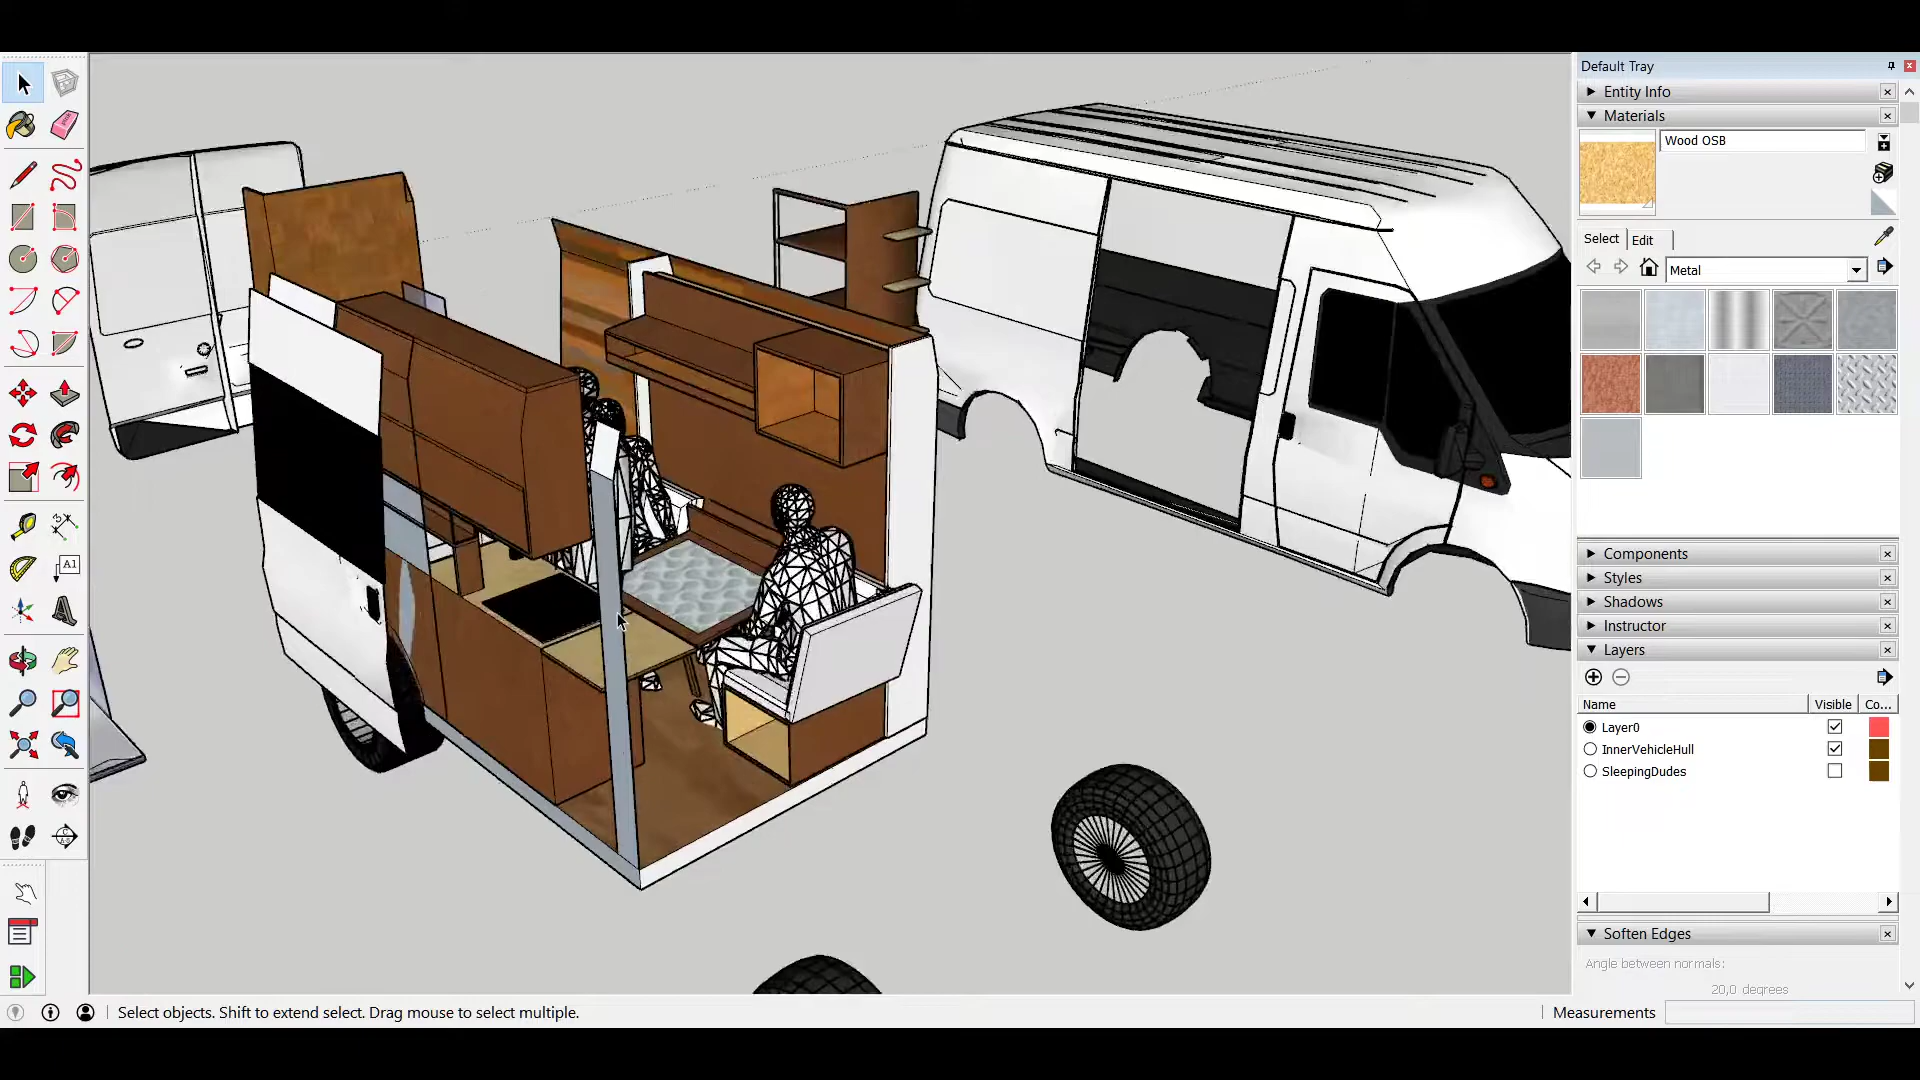 Default Tray
Entity Info
Materials
Wood OSB
Select
Edit
Metal
A1
Components
Styles
Shadows
Instructor
Layers
Name
Visible
Co...
Layer0
InnerVehicleHull
SleepingDudes
Soften Edges
Angle between normals:
20,0 degrees
Select objects. Shift to extend select. Drag mouse to select multiple.
Measurements